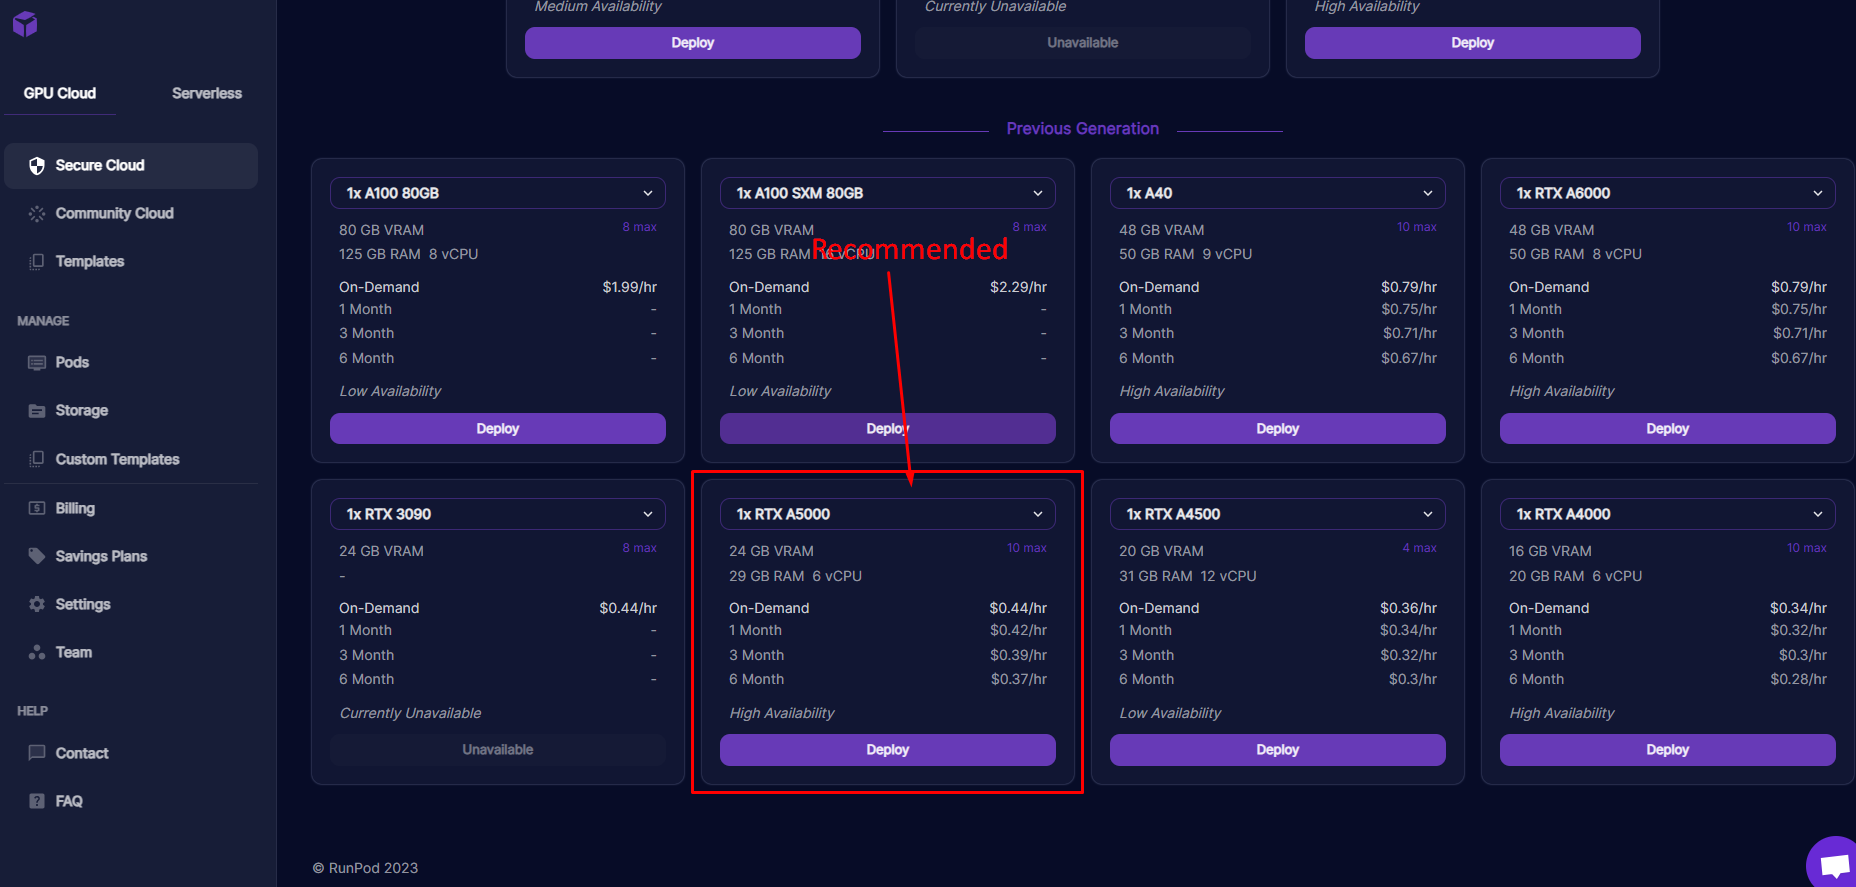 GPU Cloud
Serverless
Secure Cloud
Community Cloud
Templates
MANAGE
Pods
Storage
Custom Templates
Billing
Savings Plans
Settings
Team
HELP
Contact
FAQ
Medium Availability
Deploy
Currently Unavailable
Unavailable
High Availability
Deploy
Previous Generation
1x A100 80GB
80 GB VRAM 8 max
125 GB RAM 8 vCPU
On-Demand $1.99/hr
1 Month -
3 Month -
6 Month -
Low Availability
Deploy
1x A100 SXM 80GB
80 GB VRAM 8 max
Recommended
125 GB RAM 16 vCPU
On-Demand $2.29/hr
1 Month -
3 Month -
6 Month -
Low Availability
Deploy
1x A40
48 GB VRAM 10 max
50 GB RAM 9 vCPU
On-Demand $0.79/hr
1 Month $0.75/hr
3 Month $0.71/hr
6 Month $0.67/hr
High Availability
Deploy
1x RTX A6000
48 GB VRAM 10 max
50 GB RAM 8 vCPU
On-Demand $0.79/hr
1 Month $0.75/hr
3 Month $0.71/hr
6 Month $0.67/hr
High Availability
Deploy
1x RTX 3090
24 GB VRAM 8 max
-
On-Demand $0.44/hr
1 Month -
3 Month -
6 Month -
Currently Unavailable
Unavailable
1x RTX A5000
24 GB VRAM 10 max
29 GB RAM 6 vCPU
On-Demand $0.44/hr
1 Month $0.42/hr
3 Month $0.39/hr
6 Month $0.37/hr
High Availability
Deploy
1x RTX A4500
20 GB VRAM 4 max
31 GB RAM 12 vCPU
On-Demand $0.36/hr
1 Month $0.34/hr
3 Month $0.32/hr
6 Month $0.3/hr
Low Availability
Deploy
1x RTX A4000
16 GB VRAM 10 max
20 GB RAM 6 vCPU
On-Demand $0.34/hr
1 Month $0.32/hr
3 Month $0.3/hr
6 Month $0.28/hr
High Availability
Deploy
© RunPod 2023